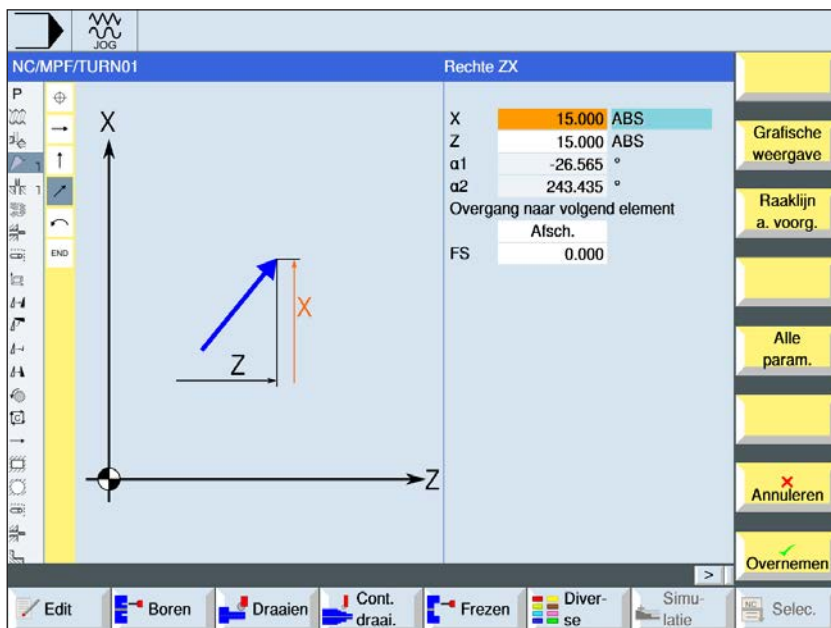 JOG
NC/MPF/TURN01
Rechte ZX
P
END
X
Z
X
Z
X 15.000 ABS
Z 15.000 ABS
α1 -26.565 °
α2 243.435 °
Overgang naar volgend element
Afsch.
FS 0.000
Grafische
weergave
Raaklijn
a. voorg.
Alle
param.
Annuleren
Overnemen
>
Edit
Boren
Draaien
Cont.
draai.
Frezen
Diver-
se
Simu-
latie
NC
Selec.